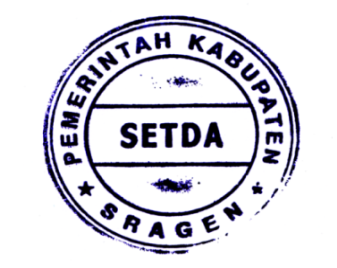 PEMERINTAH KABUPATEN
SETDA
SRAGEN